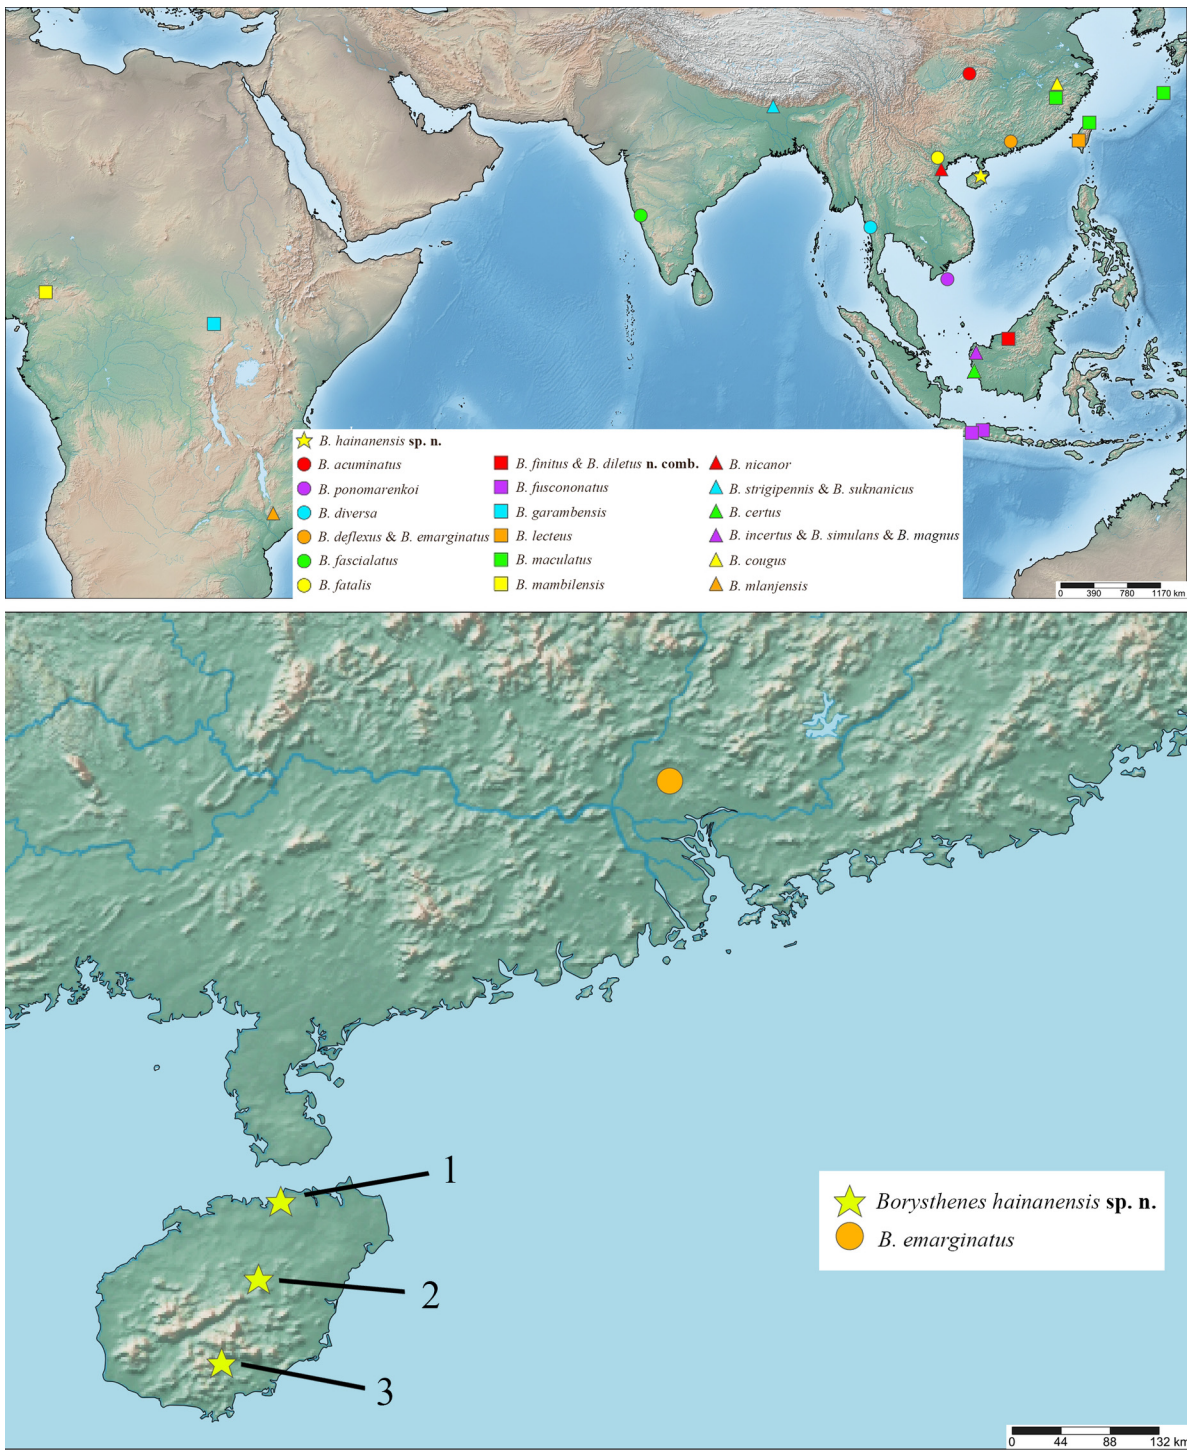 B. hainanensis sp. n.
B. acuminatus
B. finitus & B. diletus n. comb.
B. nicanor
B. ponomarenkoi
B. fuscononatus
B. strigipennis & B. suknanicus
B. diversa
B. garambensis
B. certus
B. deflexus & B. emarginatus
B. lecteus
B. incertus & B. simulans & B. magnus
B. fascialatus
B. maculatus
B. cougus
B. fatalis
B. mambilensis
B. mlanjensis
0 390 780 1170 km
1
2
3
Borysthenes hainanensis sp. n.
B. emarginatus
0 44 88 132 km